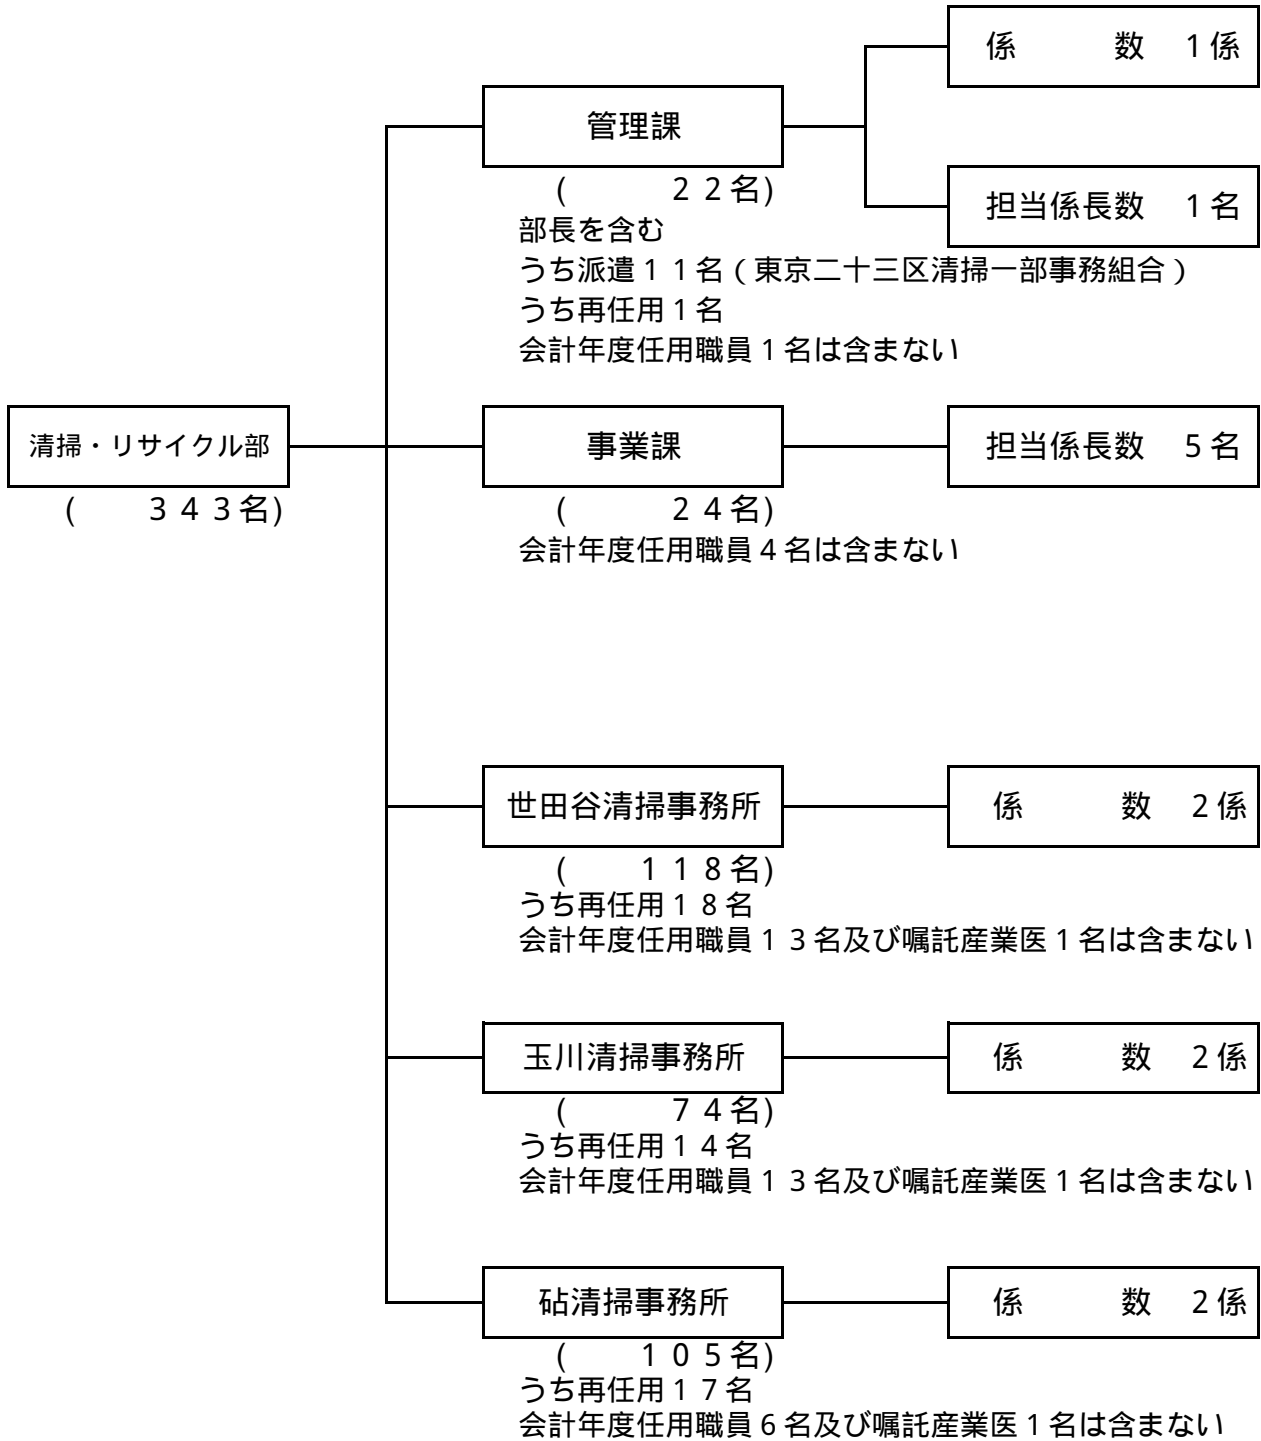 係　数　1係
管理課
(　２２名)
担当係長数　1名
部長を含む
うち派遣１１名（東京二十三区清掃一部事務組合）
うち再任用１名
会計年度任用職員１名は含まない
清掃・リサイクル部
(　３４３名)
事業課
(　２４名)
担当係長数　5名
会計年度任用職員４名は含まない
世田谷清掃事務所
(　１１８名)
係　数　2係
うち再任用１８名
会計年度任用職員１３名及び嘱託産業医１名は含まない
玉川清掃事務所
(　７４名)
係　数　2係
うち再任用１４名
会計年度任用職員１３名及び嘱託産業医１名は含まない
砧清掃事務所
(　１０５名)
係　数　2係
うち再任用１７名
会計年度任用職員６名及び嘱託産業医１名は含まない